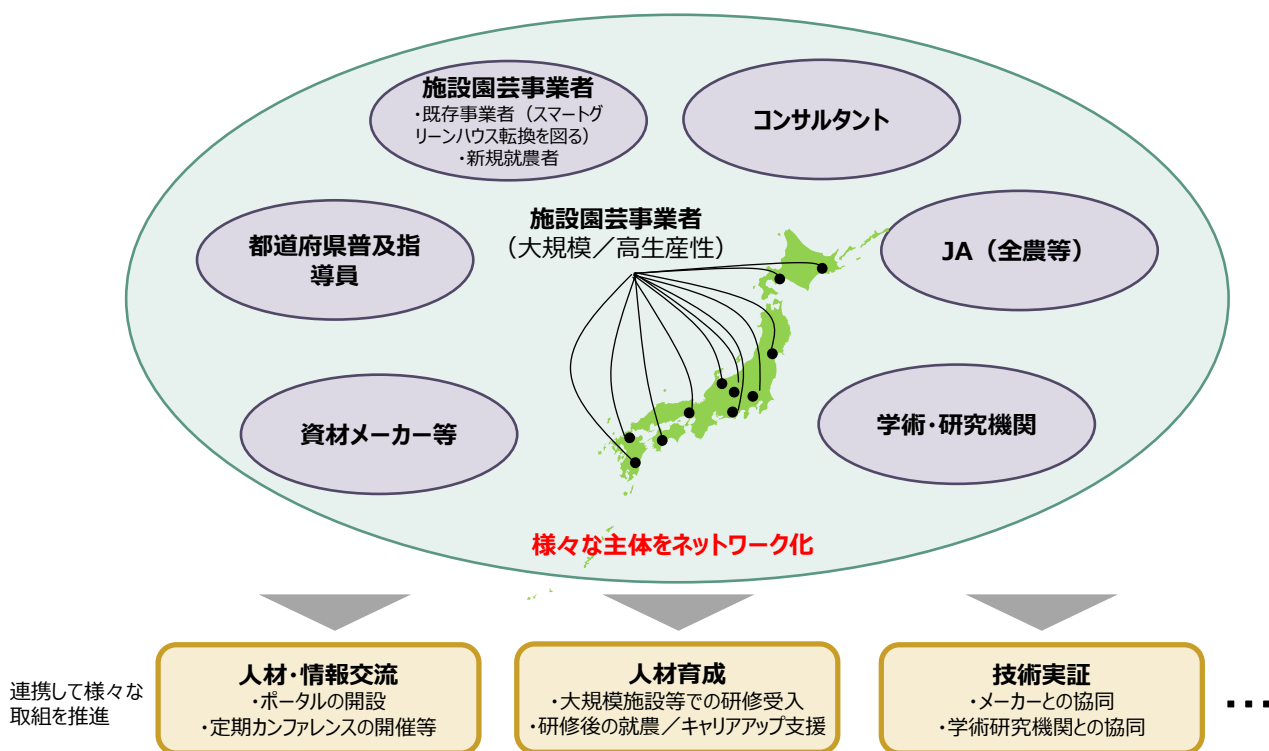 施設園芸事業者
・既存事業者（スマートグ
リーンハウス転換を図る）
・新規就農者
コンサルタント
都道府県普及指
導員
施設園芸事業者
（大規模／高生産性）
JA（全農等）
資材メーカー等
学術・研究機関
様々な主体をネットワーク化
連携して様々な
取組を推進
人材・情報交流
・ポータルの開設
・定期カンファレンスの開催等
人材育成
・大規模施設等での研修受入
・研修後の就農／キャリアアップ支援
技術実証
・メーカーとの協同
・学術研究機関との協同
…